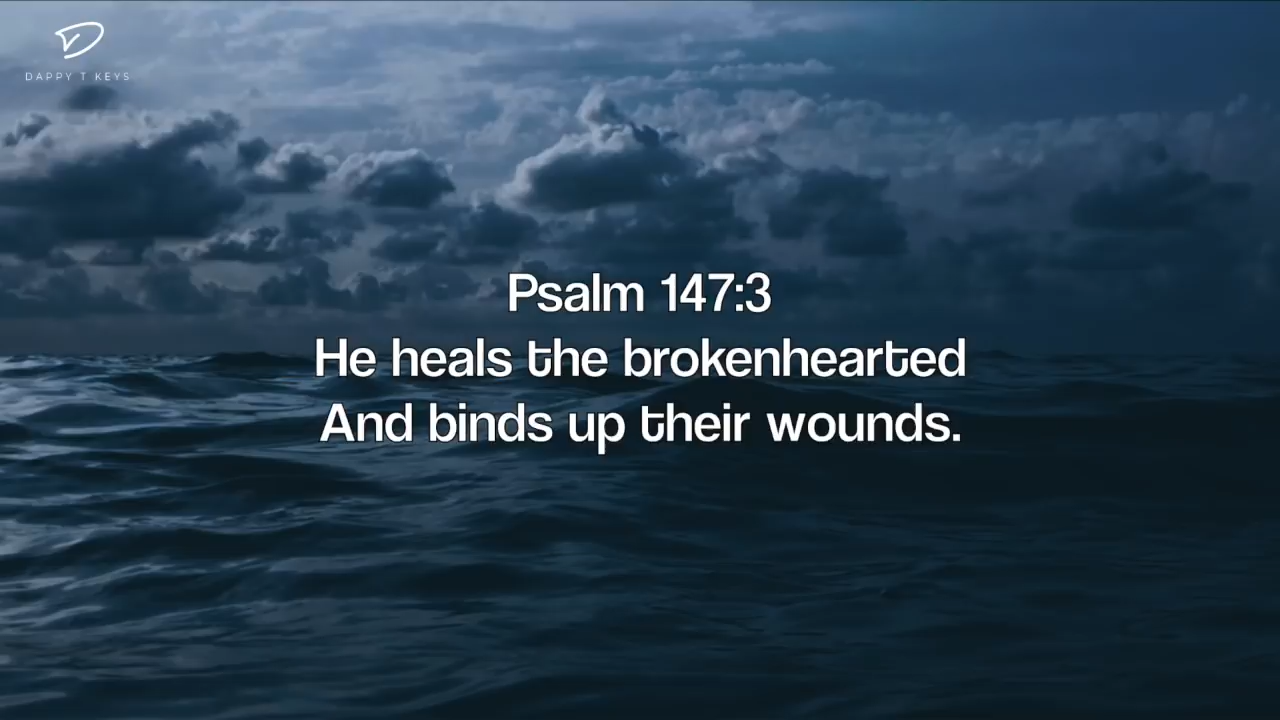 DAPPY T KEYS
Psalm 147:3
He heals the brokenhearted
And binds up their wounds.